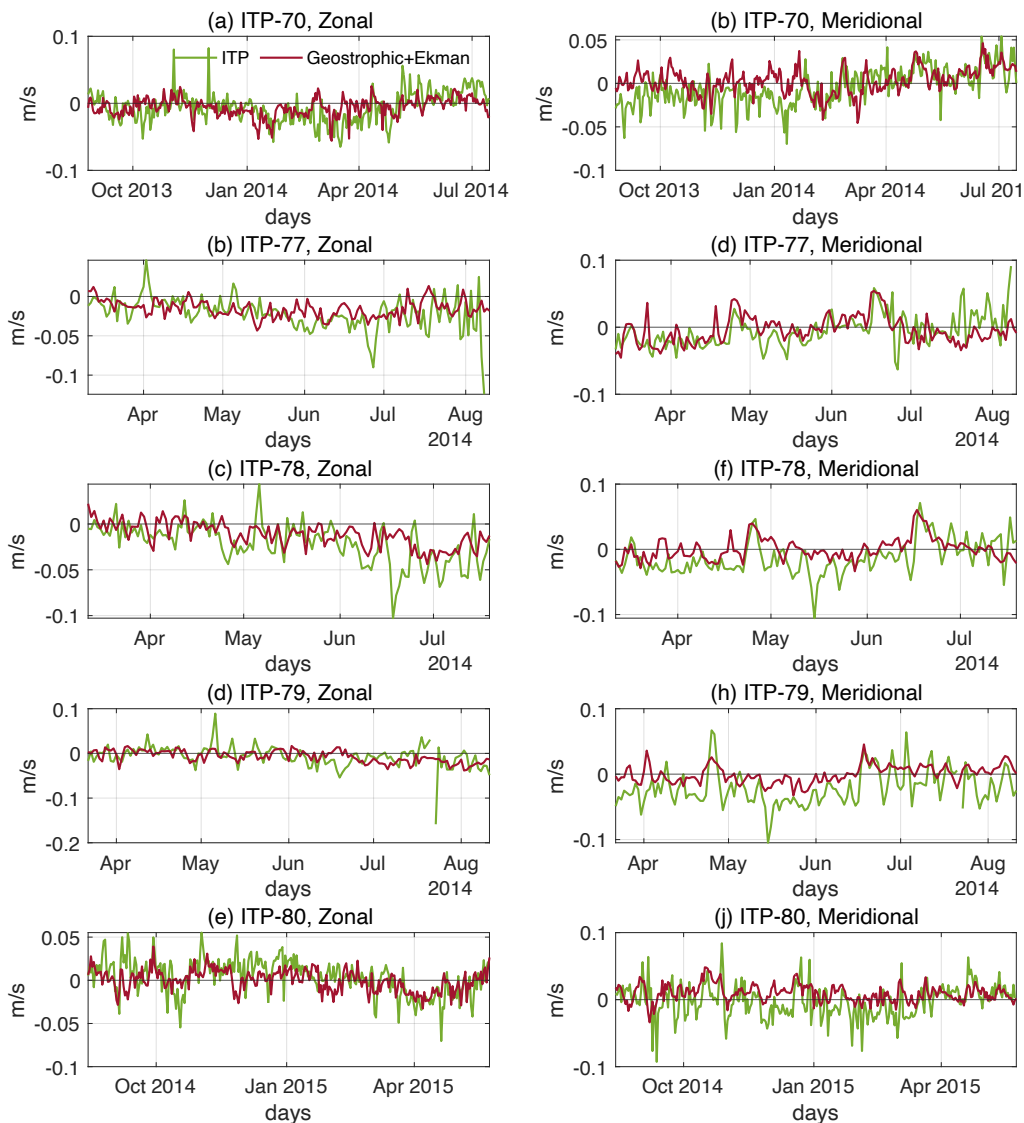 (a) ITP-70, Zonal
0.1
0
-0.1
m/s
ITP
Geostrophic+Ekman
Oct 2013
Jan 2014
Apr 2014
Jul 2014
days
(b) ITP-70, Meridional
0.05
0
-0.05
-0.1
m/s
Oct 2013
Jan 2014
Apr 2014
Jul 201
days
(b) ITP-77, Zonal
0
-0.05
-0.1
m/s
Apr
May
Jun
Jul
Aug
2014
days
(d) ITP-77, Meridional
0.1
0
-0.1
m/s
Apr
May
Jun
Jul
Aug
2014
days
(c) ITP-78, Zonal
0
-0.05
-0.1
m/s
Apr
May
Jun
Jul
2014
days
(f) ITP-78, Meridional
0.1
0
-0.1
m/s
Apr
May
Jun
Jul
2014
days
(d) ITP-79, Zonal
0.1
0
-0.1
-0.2
m/s
Apr
May
Jun
Jul
Aug
2014
days
(h) ITP-79, Meridional
0.1
0
-0.1
m/s
Apr
May
Jun
Jul
Aug
2014
days
(e) ITP-80, Zonal
0.05
0
-0.05
-0.1
m/s
Oct 2014
Jan 2015
Apr 2015
days
(j) ITP-80, Meridional
0.1
0
-0.1
m/s
Oct 2014
Jan 2015
Apr 2015
days